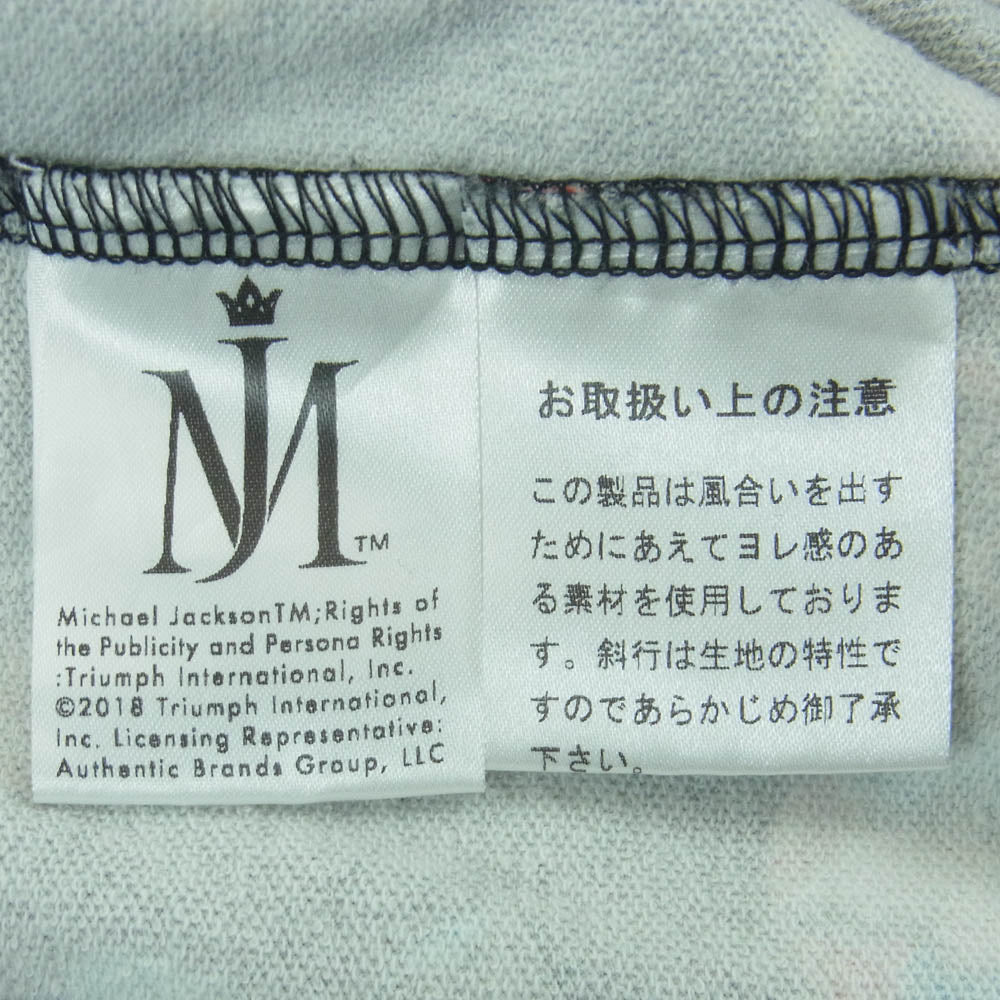 MJ
TM
Michael JacksonTM;Rights of
the Publicity and Persona Rights
:Triumph International, Inc.
©2018 Triumph International,
Inc. Licensing Representative:
Authentic Brands Group, LLC
お取扱い上の注意
この製品は風合いを出す
ためにあえてヨレ感のあ
る素材を使用しておりま
す。斜行は生地の特性で
すのであらかじめ御了承
下さい。